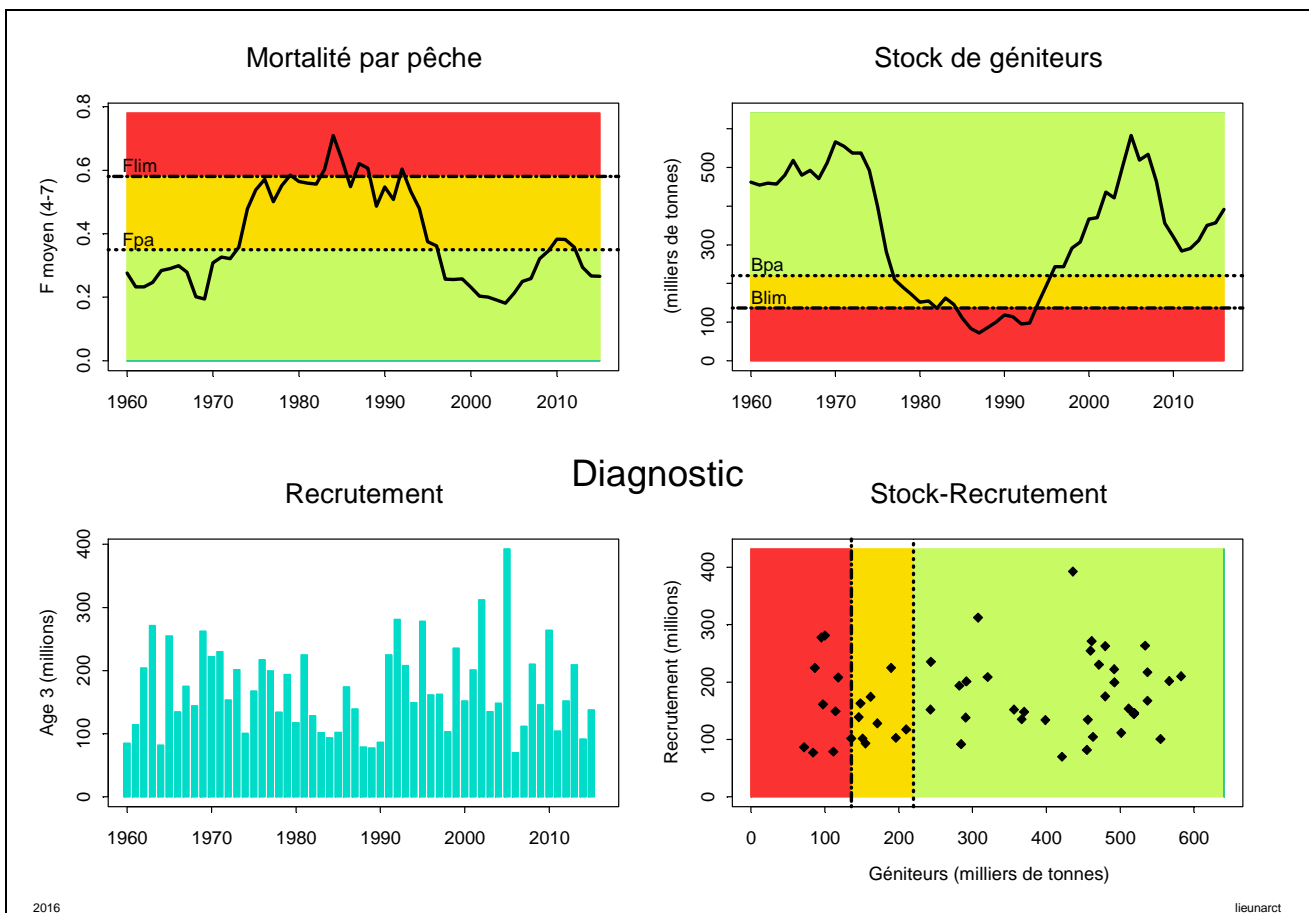 Mortalité par pêche
F moyen (4-7)
0.8
0.6
0.4
0.2
0.0
Flim
Fpa
1960 1970 1980 1990 2000 2010
Stock de géniteurs
(milliers de tonnes)
500
300
100
0
Bpa
Blim
1960 1970 1980 1990 2000 2010
Diagnostic
Recrutement
Age 3 (millions)
400
300
200
100
0
1960 1970 1980 1990 2000 2010
Stock-Recrutement
Recrutement (millions)
400
300
200
100
0
0 100 200 300 400 500 600
Géniteurs (milliers de tonnes)
2016
lieunarct